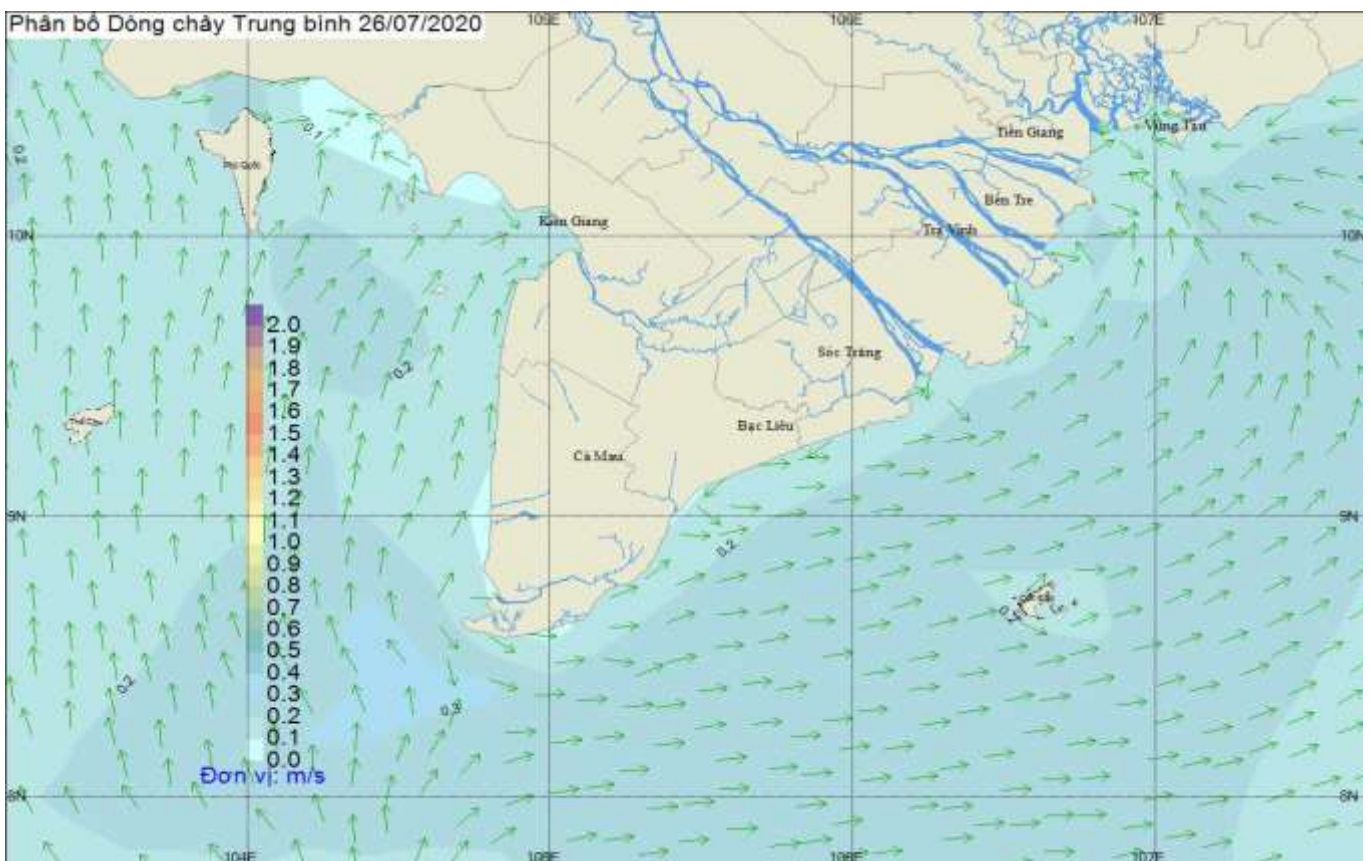 Phân bố Dòng chảy Trung bình 26/07/2020
105E 106E 107E
Tiền Giang
Vũng Tàu
0.1
Phú Quốc
Bến Tre
Kiên Giang
Trà Vinh
10N 10N
2.0
1.9
1.8
1.7
1.6
1.5
1.4
1.3
1.2
1.1
1.0
0.9
0.8
0.7
0.6
0.5
0.4
0.3
0.2
0.1
0.0
Đơn vị: m/s
0.2
Sóc Trăng
Bạc Liêu
Cà Mau
9N 9N
0.2
0.2
0.3
8N 8N
104E 105E 106E 107E